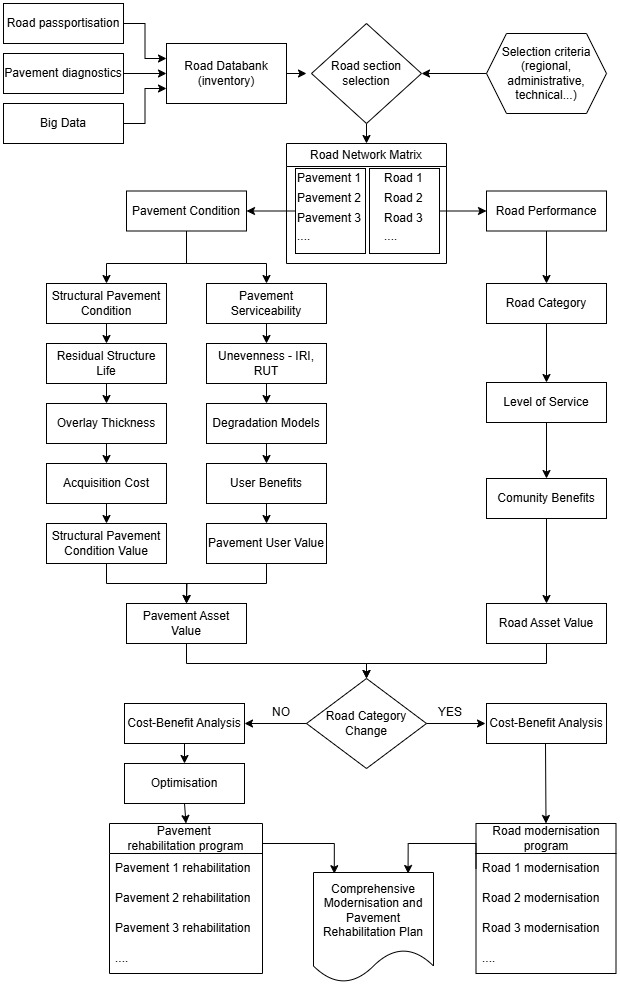 Road passportisation
Pavement diagnostics
Big Data
Road Databank
(inventory)
Road section
selection
Selection criteria
(regional,
administrative,
technical...)
Road Network Matrix
Pavement 1
Pavement 2
Pavement 3
....
Road 1
Road 2
Road 3
....
Pavement Condition
Road Performance
Structural Pavement
Condition
Residual Structure
Life
Overlay Thickness
Acquisition Cost
Structural Pavement
Condition Value
Pavement
Serviceability
Unevenness - IRI,
RUT
Degradation Models
User Benefits
Pavement User Value
Road Category
Level of Service
Comunity Benefits
Pavement Asset
Value
Road Asset Value
Road Category
Change
NO
YES
Cost-Benefit Analysis
Optimisation
Cost-Benefit Analysis
Pavement
rehabilitation program
Pavement 1 rehabilitation
Pavement 2 rehabilitation
Pavement 3 rehabilitation
....
Comprehensive
Modernisation and
Pavement
Rehabilitation Plan
Road modernisation
program
Road 1 modernisation
Road 2 modernisation
Road 3 modernisation
....